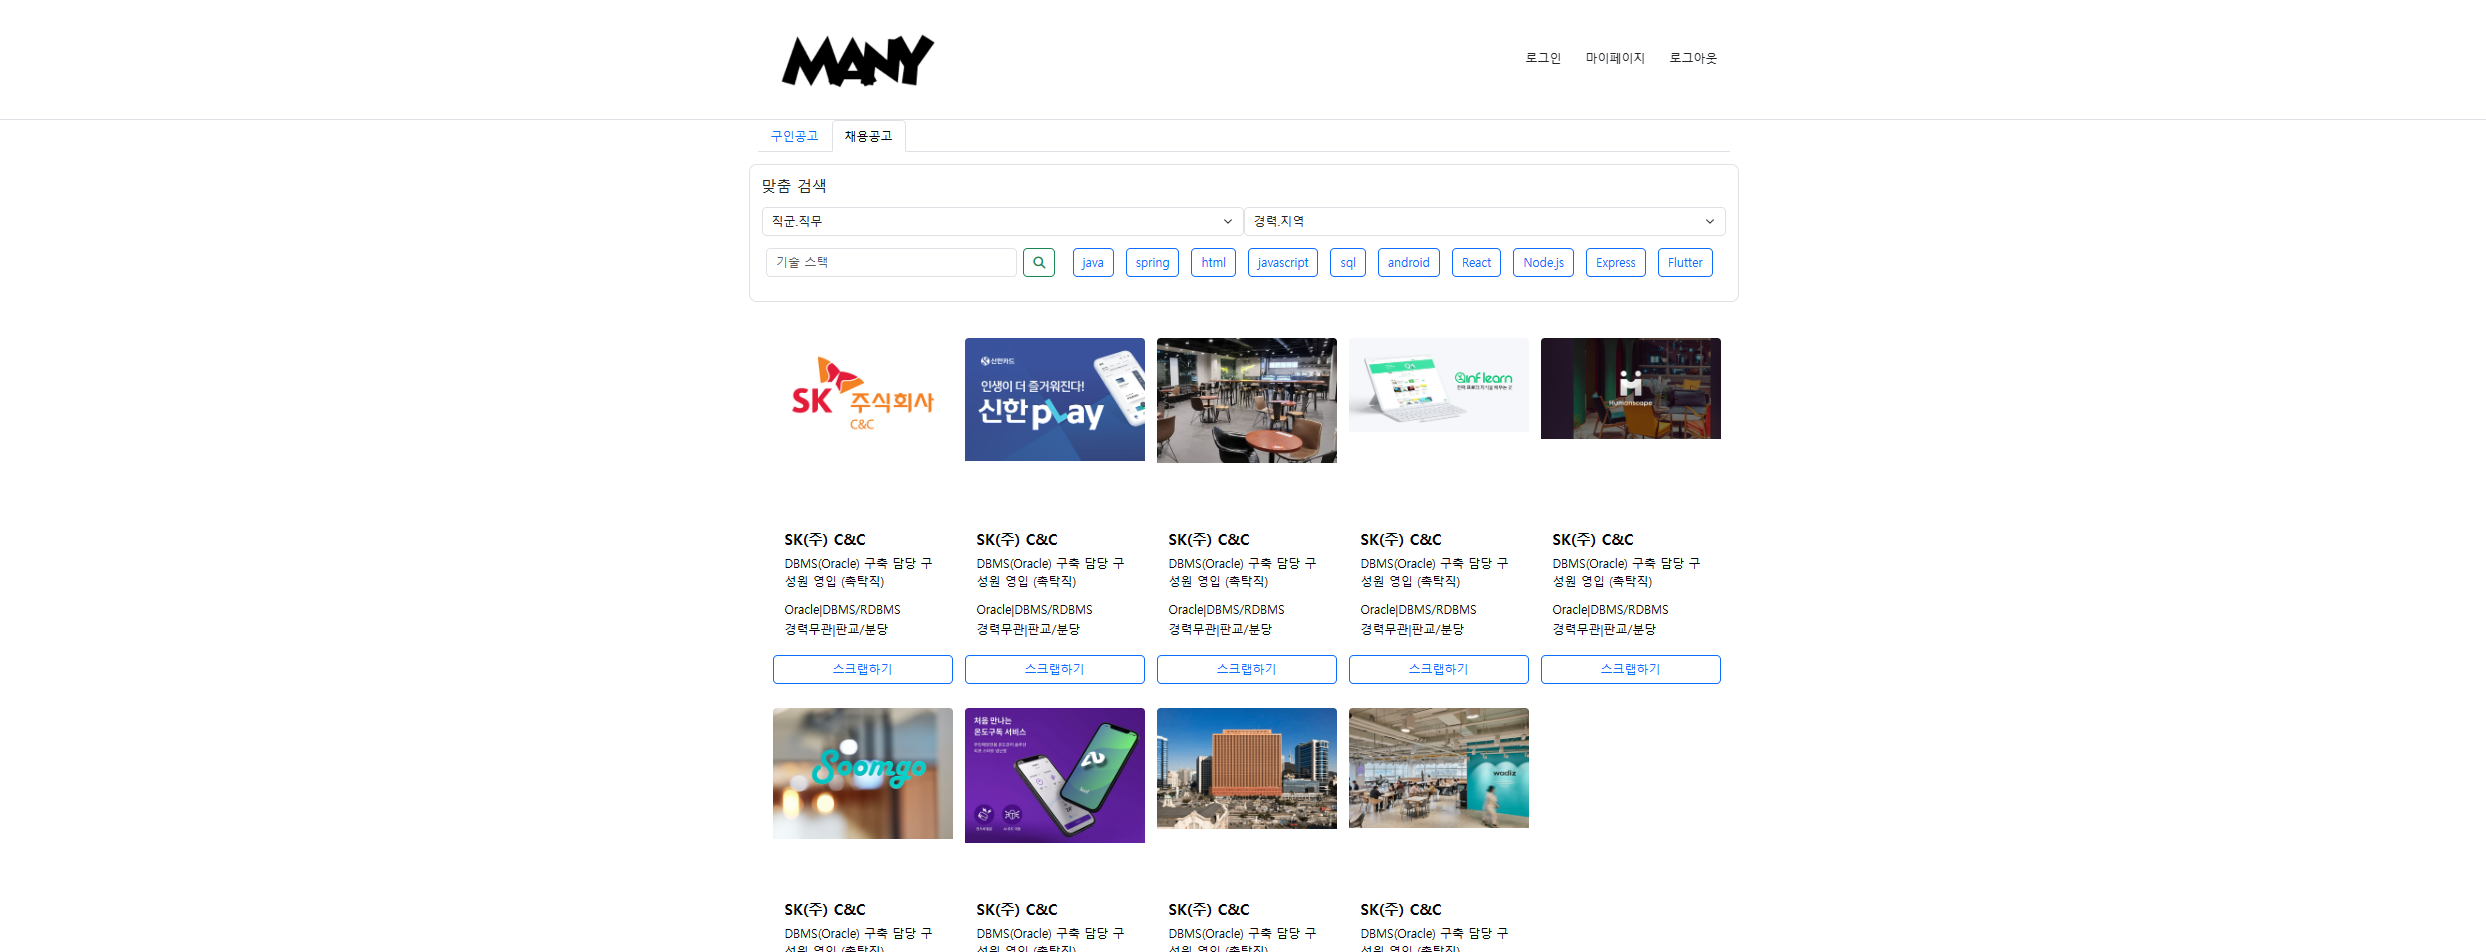 MANY
로그인 마이페이지 로그아웃
구인공고 채용공고
맞춤 검색
직군.직무 경력.지역
기술 스택 java spring html javascript sql android React Node.js Express Flutter
SK 주식회사
C&C
신한카드
인생이 더 즐거워진다!
신한play
inflearn
Humanscape
SK(주) C&C SK(주) C&C SK(주) C&C SK(주) C&C SK(주) C&C
DBMS(Oracle) 구축 담당 구 DBMS(Oracle) 구축 담당 구 DBMS(Oracle) 구축 담당 구 DBMS(Oracle) 구축 담당 구 DBMS(Oracle) 구축 담당 구
성원 영입 (촉탁직) 성원 영입 (촉탁직) 성원 영입 (촉탁직) 성원 영입 (촉탁직) 성원 영입 (촉탁직)
Oracle|DBMS/RDBMS Oracle|DBMS/RDBMS Oracle|DBMS/RDBMS Oracle|DBMS/RDBMS Oracle|DBMS/RDBMS
경력무관|판교/분당 경력무관|판교/분당 경력무관|판교/분당 경력무관|판교/분당 경력무관|판교/분당
스크랩하기 스크랩하기 스크랩하기 스크랩하기 스크랩하기
Soomgo
처음 만나는
온도구독 서비스
wadiz
SK(주) C&C SK(주) C&C SK(주) C&C SK(주) C&C
DBMS(Oracle) 구축 담당 구 DBMS(Oracle) 구축 담당 구 DBMS(Oracle) 구축 담당 구 DBMS(Oracle) 구축 담당 구
성원 영입 (촉탁직) 성원 영입 (촉탁직) 성원 영입 (촉탁직) 성원 영입 (촉탁직)